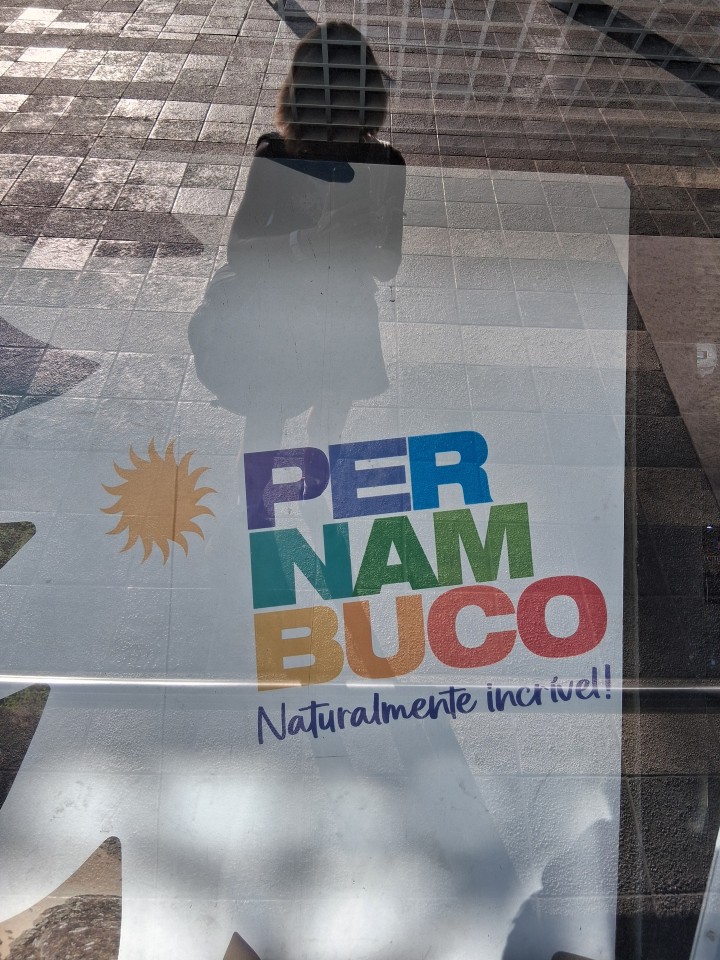 PER
NAM
BUCO
Naturalmente incrível!